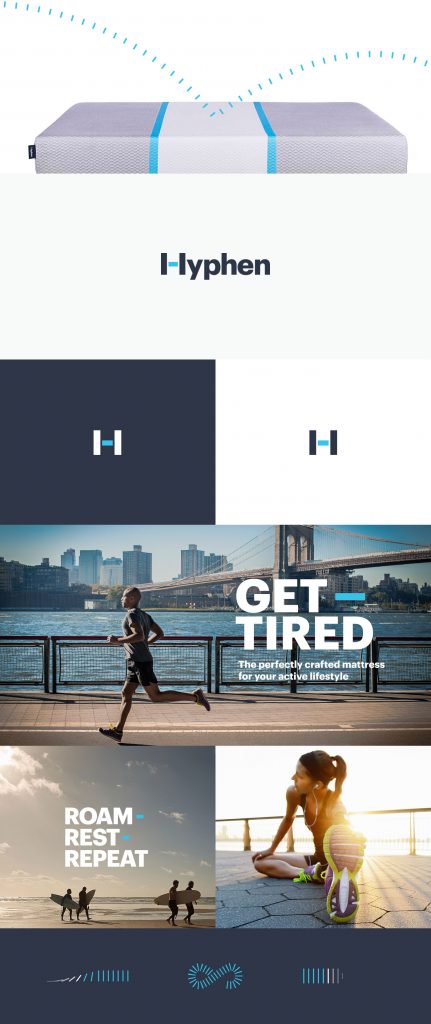 Hyphen
H
H
GET-
TIRED
The perfectly crafted mattress
for your active lifestyle
ROAM-
REST-
REPEAT